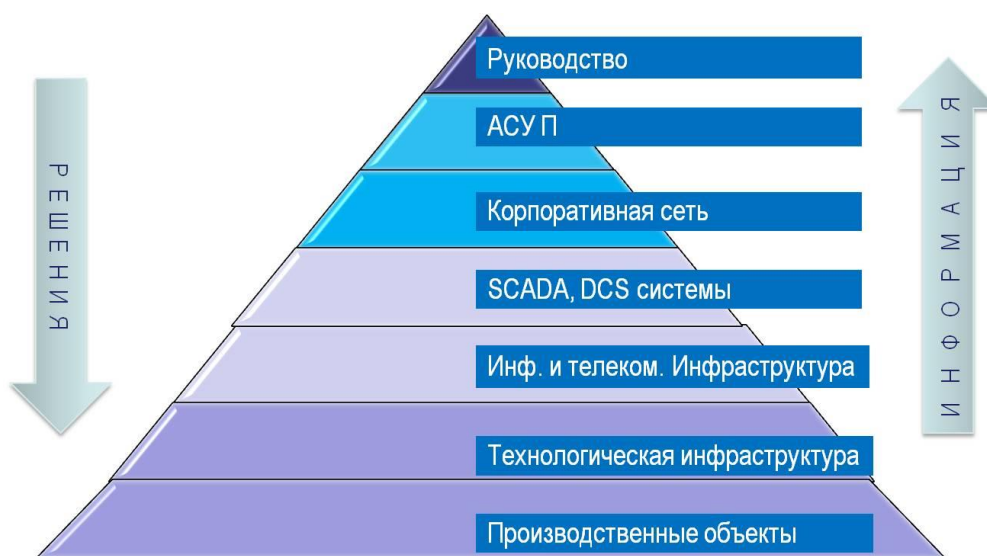 Руководство
АСУ П
Корпоративная сеть
SCADA, DCS системы
Инф. и телеком. Инфраструктура
Технологическая инфраструктура
Производственные объекты
РЕШЕНИЯ
ИНФОРМАЦИЯ